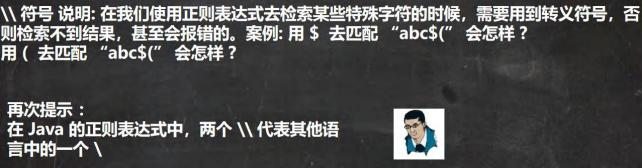 \\ 符号 说明: 在我们使用正则表达式去检索某些特殊字符的时候，需要用到转义符号，否
则检索不到结果，甚至会报错的。案例: 用 $ 去匹配 “abc$(” 会怎样？
用 ( 去匹配 “abc$(” 会怎样？
再次提示：
在 Java 的正则表达式中，两个 \\ 代表其他语
言中的一个 \